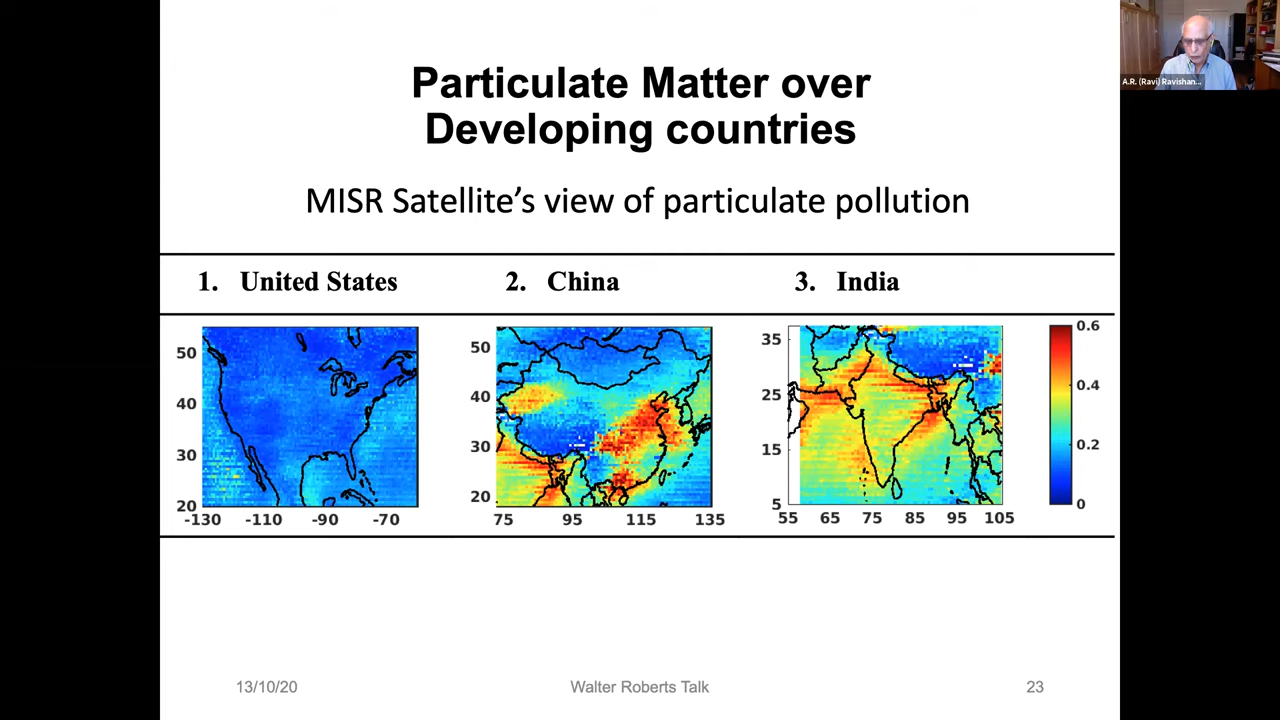 Particulate Matter over
Developing countries
MISR Satellite's view of particulate pollution
1. United States
2. China
3. India
50
40
30
20
-130 -110 -90 -70
50
40
30
20
75 95 115 135
35
25
15
5
55 65 75 85 95 105
0.6
0.4
0.2
0
13/10/20
Walter Roberts Talk
23
A.R. (Ravi) Ravishan...